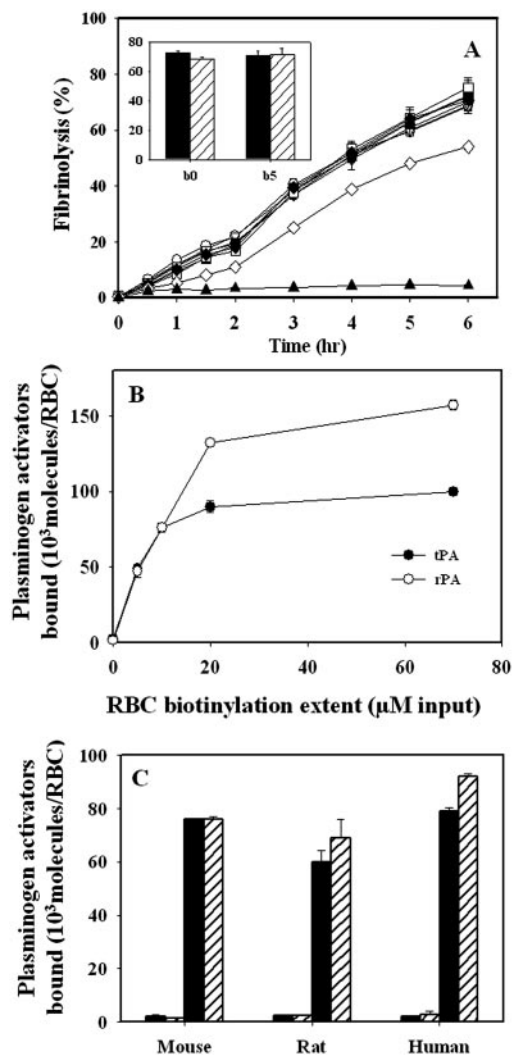 A
Fibrinolysis (%)
80
60
40
20
0
80
60
40
20
0
b0
b5
0
1
2
3
4
5
6
Time (hr)
B
Plasminogen activators
bound (10³molecules/RBC)
150
100
50
0
tPA
rPA
0
20
40
60
80
RBC biotinylation extent (µM input)
C
Plasminogen activators
bound (10³molecules/RBC)
100
80
60
40
20
0
Mouse
Rat
Human